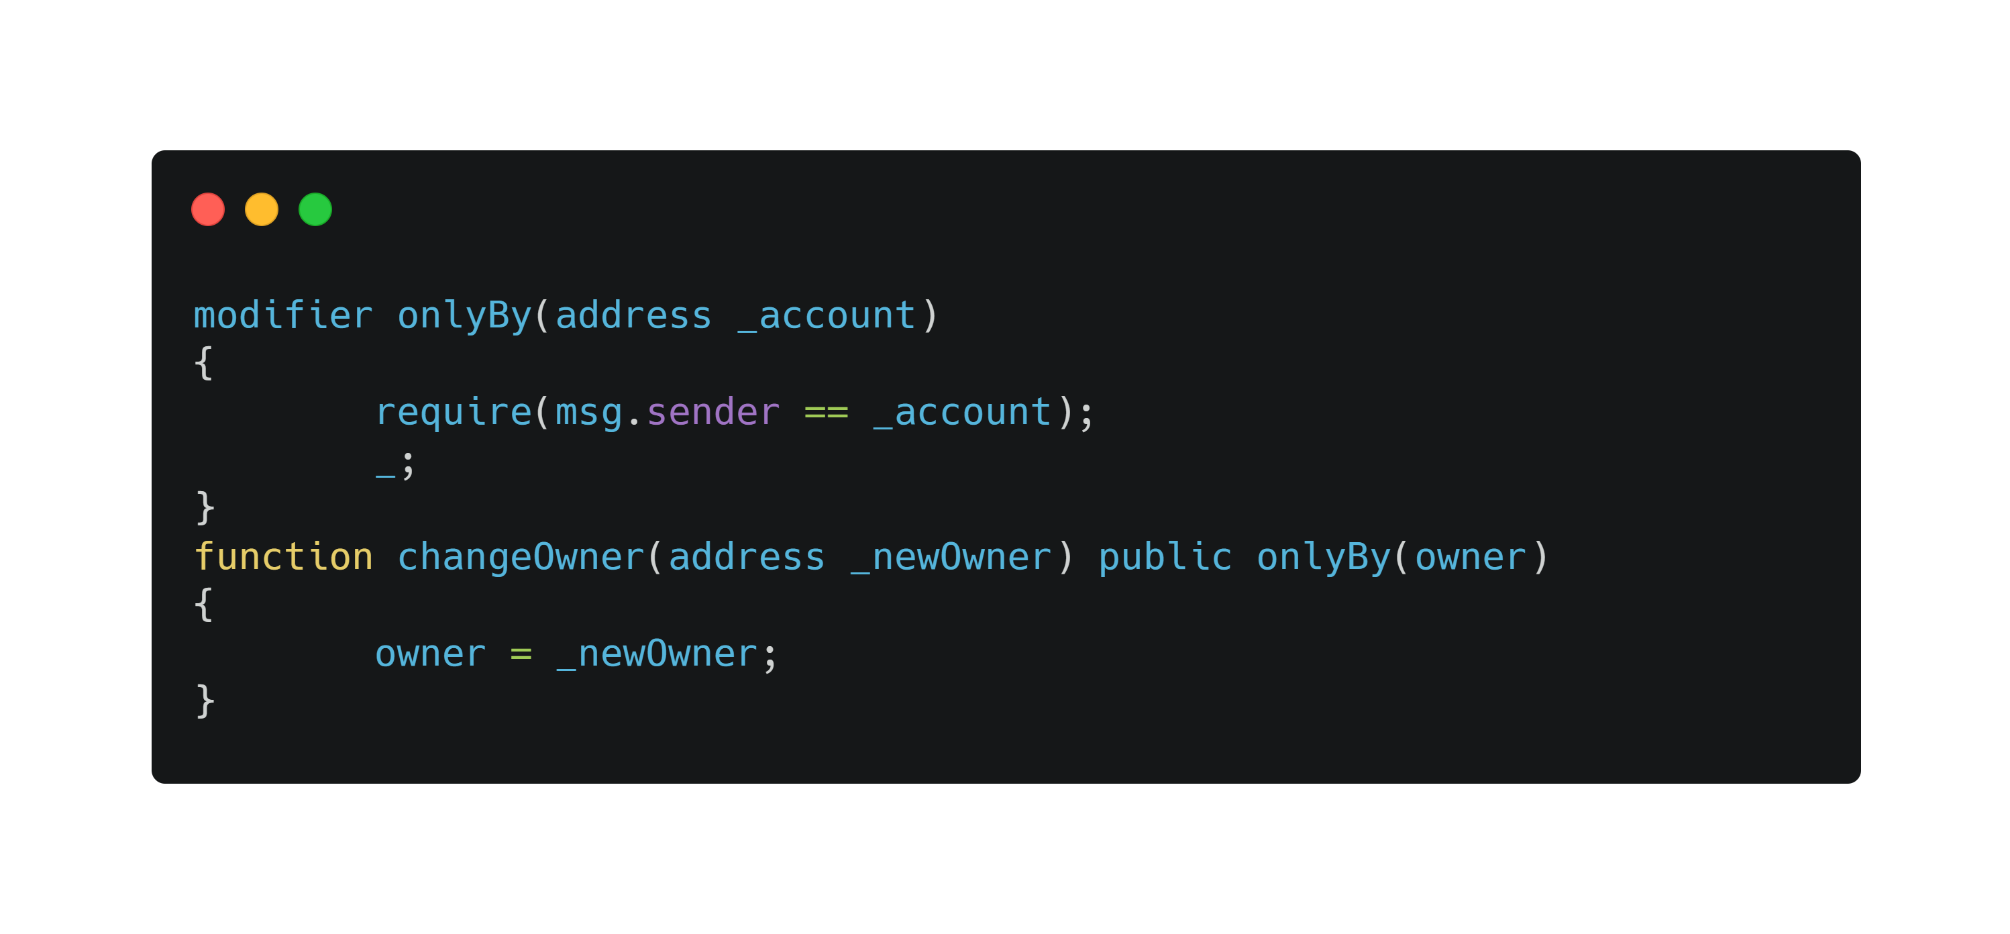 modifier onlyBy(address _account)
{
        require(msg.sender == _account);
        _;
}
function changeOwner(address _newOwner) public onlyBy(owner)
{
        owner = _newOwner;
}